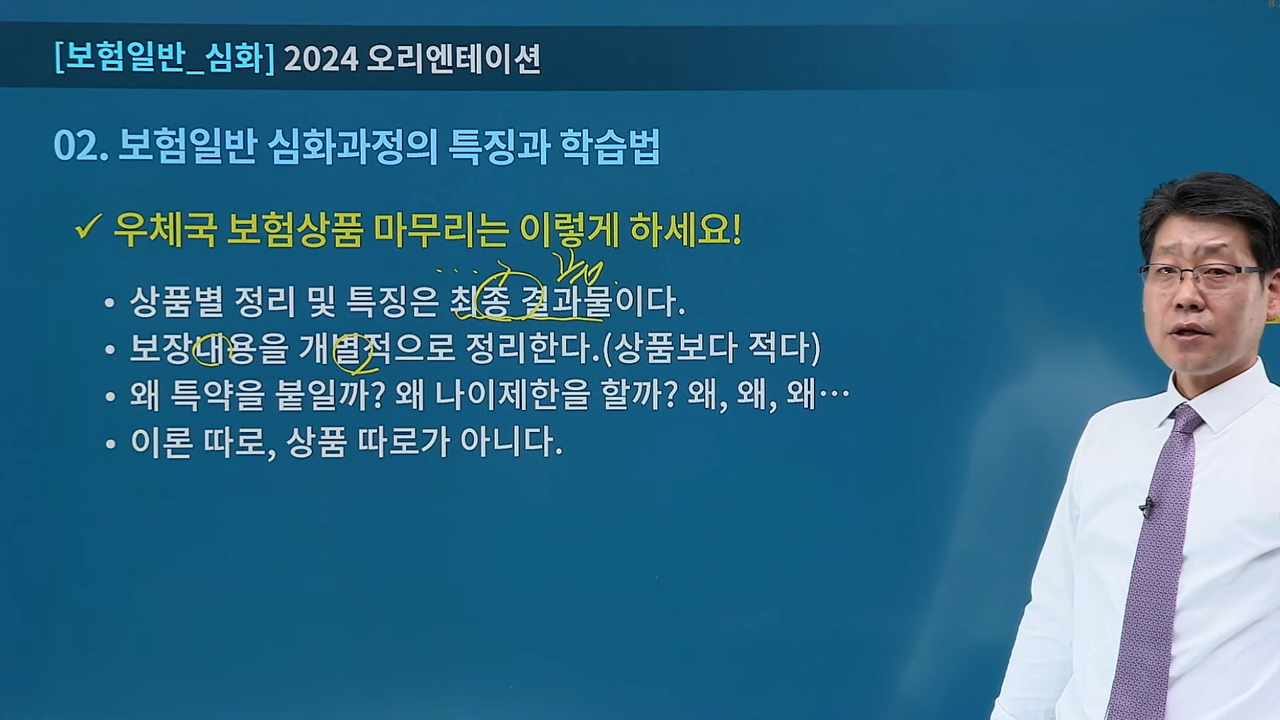 [보험일반_심화] 2024 오리엔테이션
02. 보험일반 심화과정의 특징과 학습법
✓ 우체국 보험상품 마무리는 이렇게 하세요!
• 상품별 정리 및 특징은 최종 결과물이다.
• 보장내용을 개별적으로 정리한다.(상품보다 적다)
• 왜 특약을 붙일까? 왜 나이제한을 할까? 왜, 왜, 왜…
• 이론 따로, 상품 따로가 아니다.